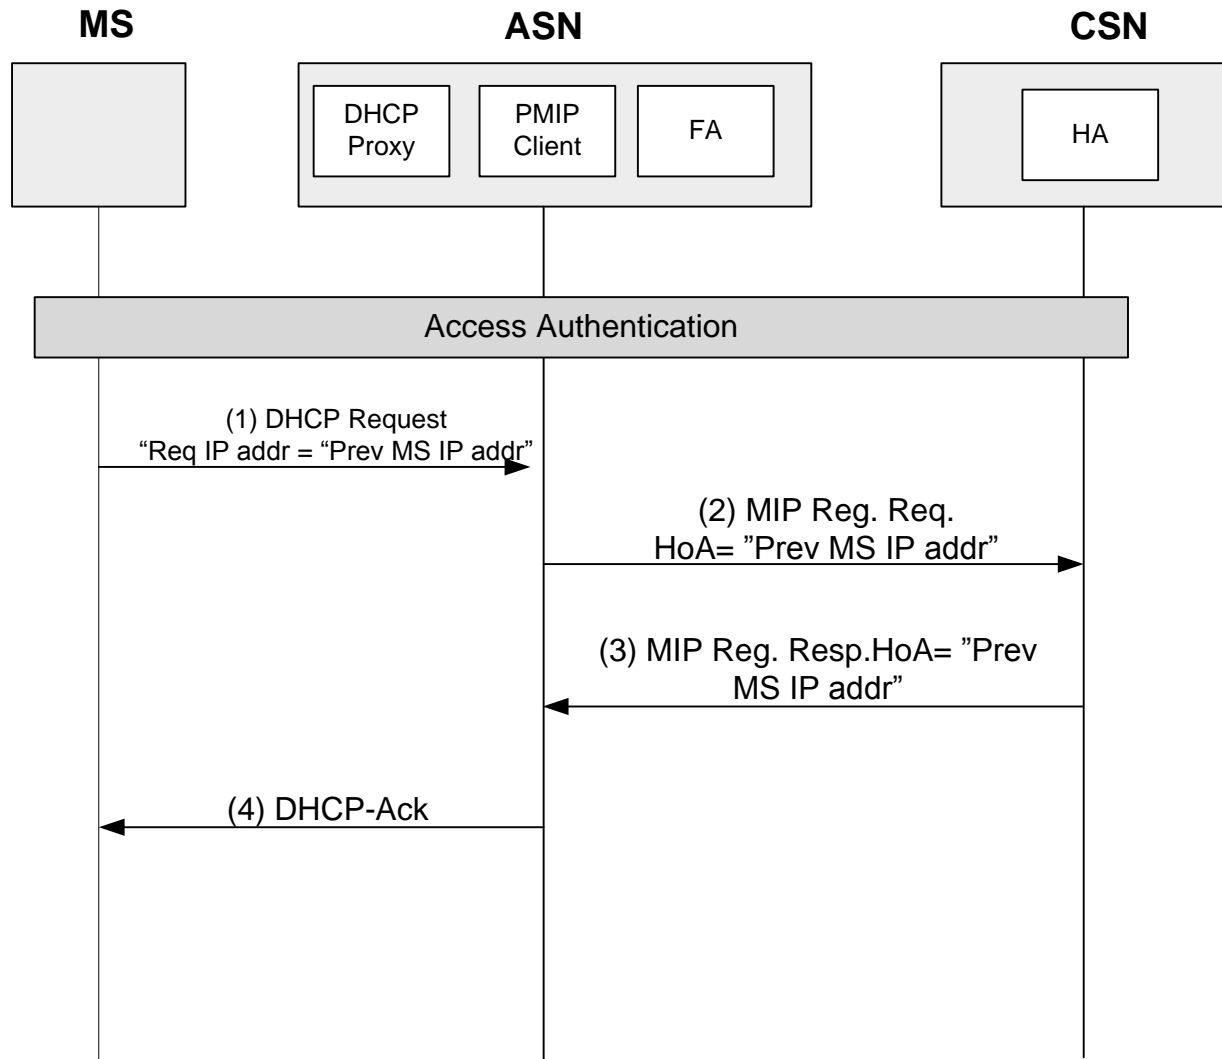 MS
ASN
CSN
DHCP
Proxy
PMIP
Client
FA
HA
Access Authentication
(1) DHCP Request
“Req IP addr = “Prev MS IP addr”
(2) MIP Reg. Req.
HoA= ”Prev MS IP addr”
(3) MIP Reg. Resp.HoA= ”Prev
MS IP addr”
(4) DHCP-Ack